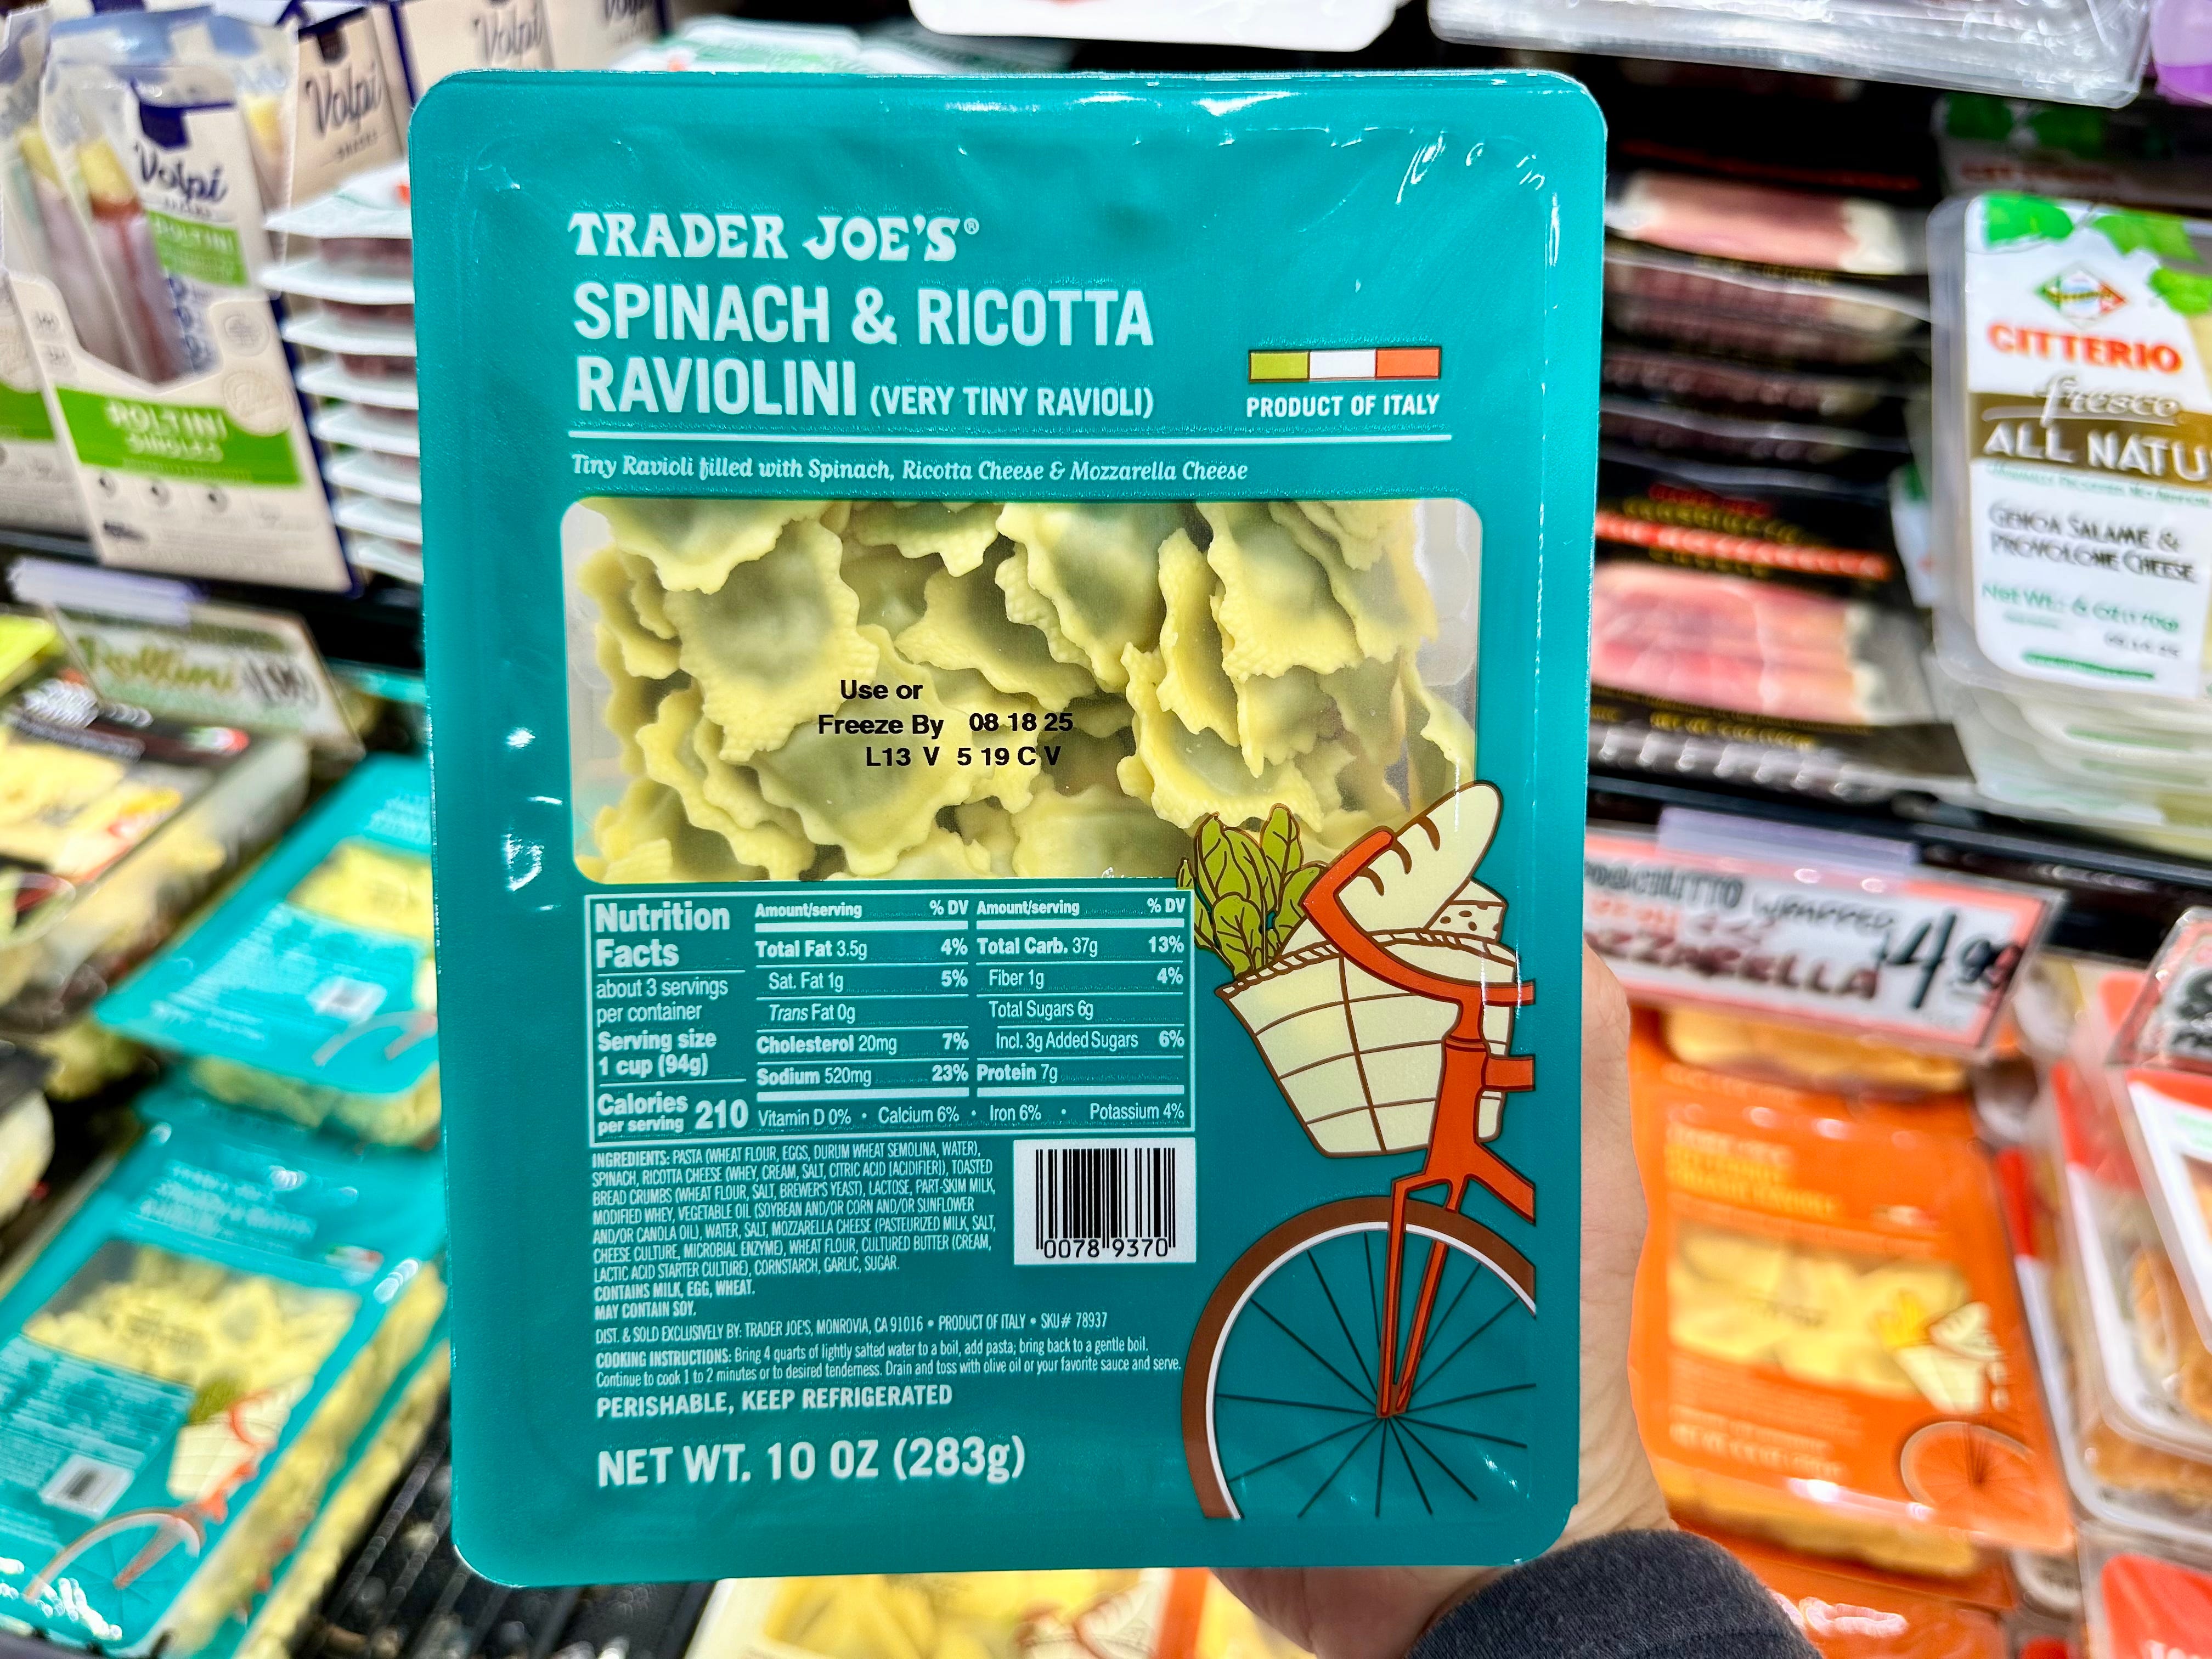 TRADER JOE'S®
SPINACH & RICOTTA
RAVIOLINI (VERY TINY RAVIOLI)
PRODUCT OF ITALY
Tiny Ravioli filled with Spinach, Ricotta Cheese & Mozzarella Cheese
Use or
Freeze By 08 18 25
L13 V 5 19 C V
Nutrition
Facts
about 3 servings
per container
Serving size
1 cup (94g)
Calories
per serving 210
Amount/serving % DV
Total Fat 3.5g 4%
Sat. Fat 1g 5%
Trans Fat 0g
Cholesterol 20mg 7%
Sodium 520mg 23%
Amount/serving % DV
Total Carb. 37g 13%
Fiber 1g 4%
Total Sugars 6g
Incl. 3g Added Sugars 6%
Protein 7g
Vitamin D 0% • Calcium 6% • Iron 6% • Potassium 4%
INGREDIENTS: PASTA (WHEAT FLOUR, EGGS, DURUM WHEAT SEMOLINA, WATER),
SPINACH, RICOTTA CHEESE (WHEY, CREAM, SALT, CITRIC ACID [ACIDIFIER]), TOASTED
BREAD CRUMBS (WHEAT FLOUR, SALT, BREWER'S YEAST), LACTOSE, PART-SKIM MILK,
MODIFIED WHEY, VEGETABLE OIL (SOYBEAN AND/OR CORN AND/OR SUNFLOWER
AND/OR CANOLA OIL), WATER, SALT, MOZZARELLA CHEESE (PASTEURIZED MILK, SALT,
CHEESE CULTURE, MICROBIAL ENZYME), WHEAT FLOUR, CULTURED BUTTER (CREAM,
LACTIC ACID STARTER CULTURE), CORNSTARCH, GARLIC, SUGAR.
CONTAINS MILK, EGG, WHEAT.
MAY CONTAIN SOY.
0078 9370
DIST. & SOLD EXCLUSIVELY BY: TRADER JOE'S, MONROVIA, CA 91016 • PRODUCT OF ITALY • SKU# 78937
COOKING INSTRUCTIONS: Bring 4 quarts of lightly salted water to a boil, add pasta; bring back to a gentle boil.
Continue to cook 1 to 2 minutes or to desired tenderness. Drain and toss with olive oil or your favorite sauce and serve.
PERISHABLE, KEEP REFRIGERATED
NET WT. 10 OZ (283g)
Volpi
Volpi
Volpi
ROLTINI
SINGLES
CITTERIO
fresco
ALL NATU
GENOA SALAME &
PROVOLONE CHEESE
WRAPPED
4.99